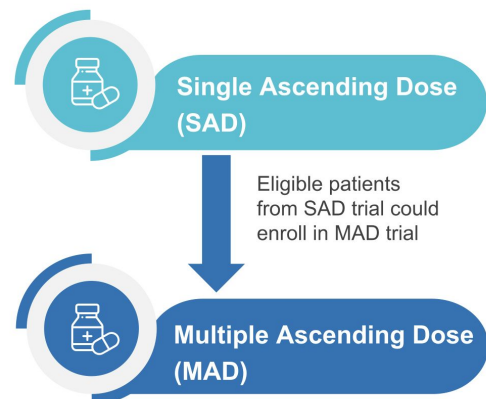 Single Ascending Dose
(SAD)
Eligible patients
from SAD trial could
enroll in MAD trial
Multiple Ascending Dose
(MAD)